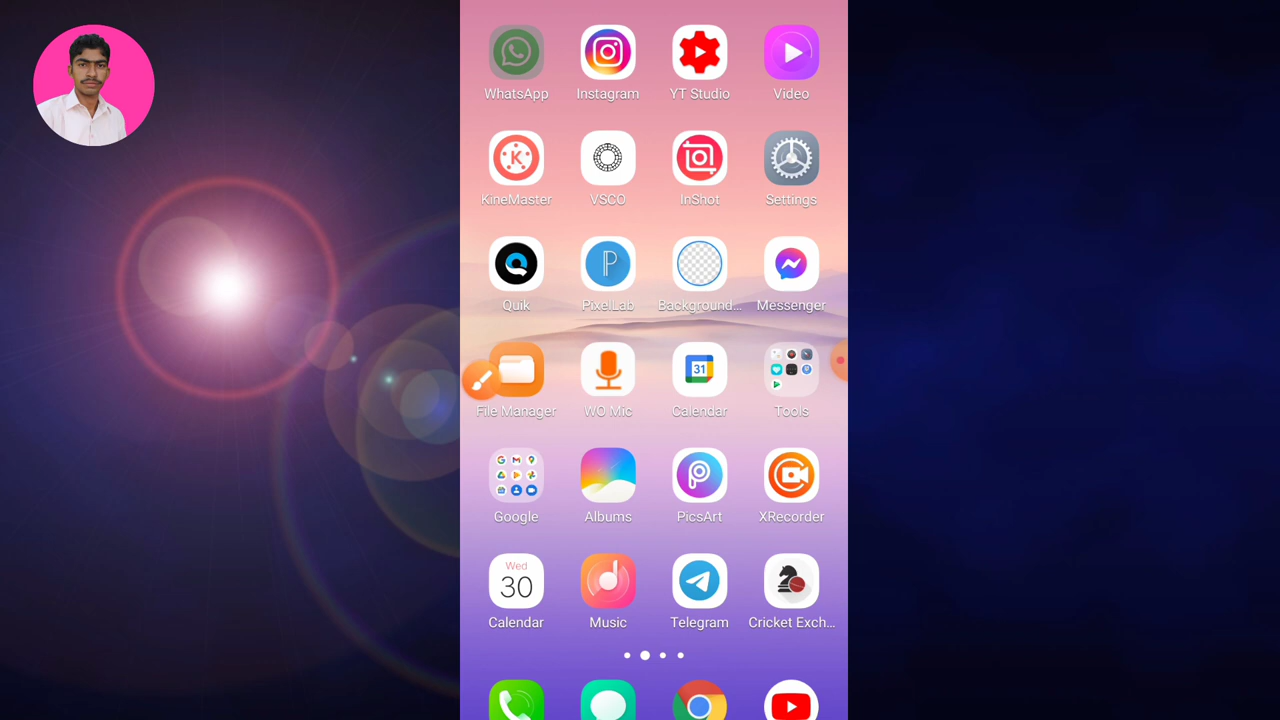 WhatsApp Instagram YT Studio Video
KineMaster VSCO InShot Settings
Quik PixelLab Background... Messenger
31
File Manager WO Mic Calendar Tools
Google Albums PicsArt XRecorder
Wed
30
Calendar Music Telegram Cricket Exch...